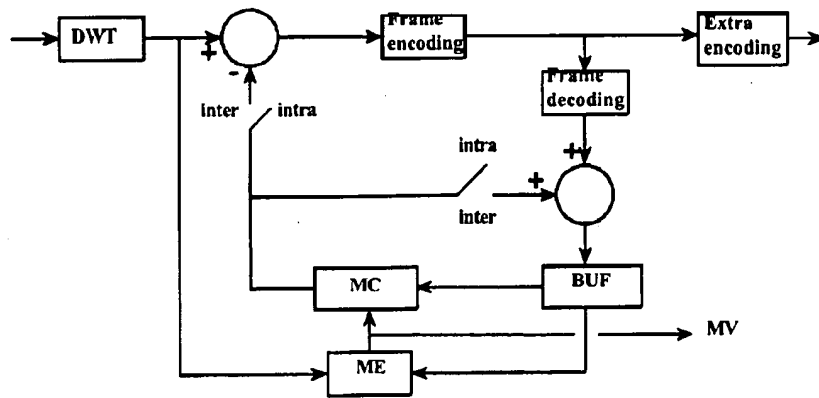 DWT
+
-
Frame
encoding
Extra
encoding
Frame
decoding
inter
intra
intra
+
+
inter
MC
BUF
MV
ME